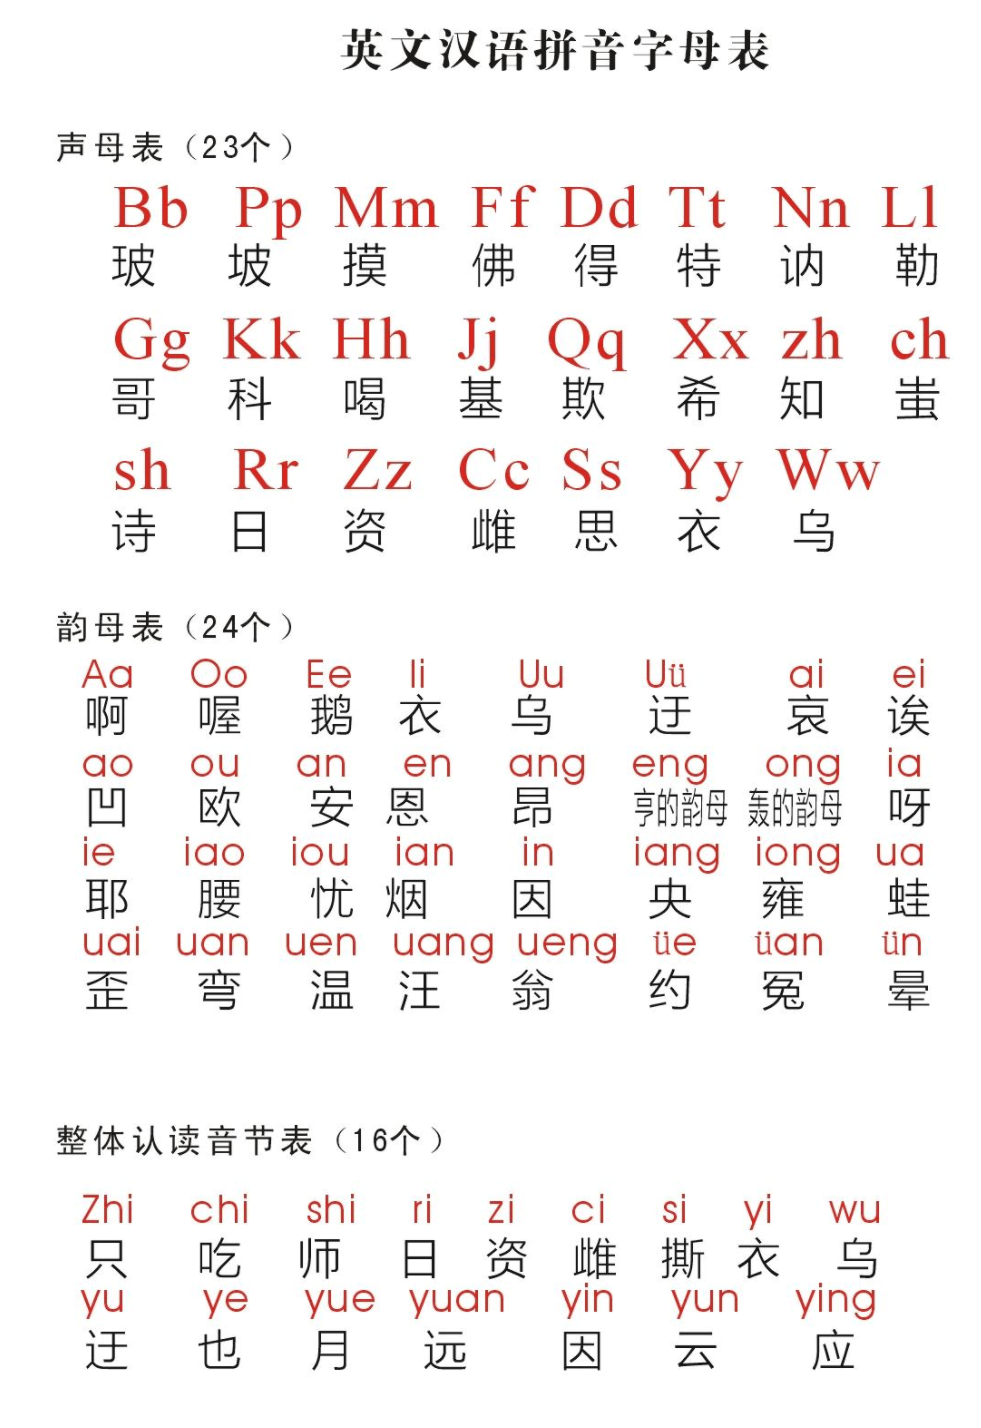 英文汉语拼音字母表
声母表（23个）
Bb Pp Mm Ff Dd Tt Nn Ll
玻 坡 摸 佛 得 特 讷 勒
Gg Kk Hh Jj Qq Xx zh ch
哥 科 喝 基 欺 希 知 蚩
sh Rr Zz Cc Ss Yy Ww
诗 日 资 雌 思 衣 乌
韵母表（24个）
Aa Oo Ee Ii Uu Uü ai ei
啊 喔 鹅 衣 乌 迂 哀 诶
ao ou an en ang eng ong ia
凹 欧 安 恩 昂 亨的韵母 轰的韵母 呀
ie iao iou ian in iang iong ua
耶 腰 忧 烟 因 央 雍 蛙
uai uan uen uang ueng üe üan ün
歪 弯 温 汪 翁 约 冤 晕
整体认读音节表（16个）
Zhi chi shi ri zi ci si yi wu
只 吃 师 日 资 雌 撕 衣 乌
yu ye yue yuan yin yun ying
迂 也 月 远 因 云 应